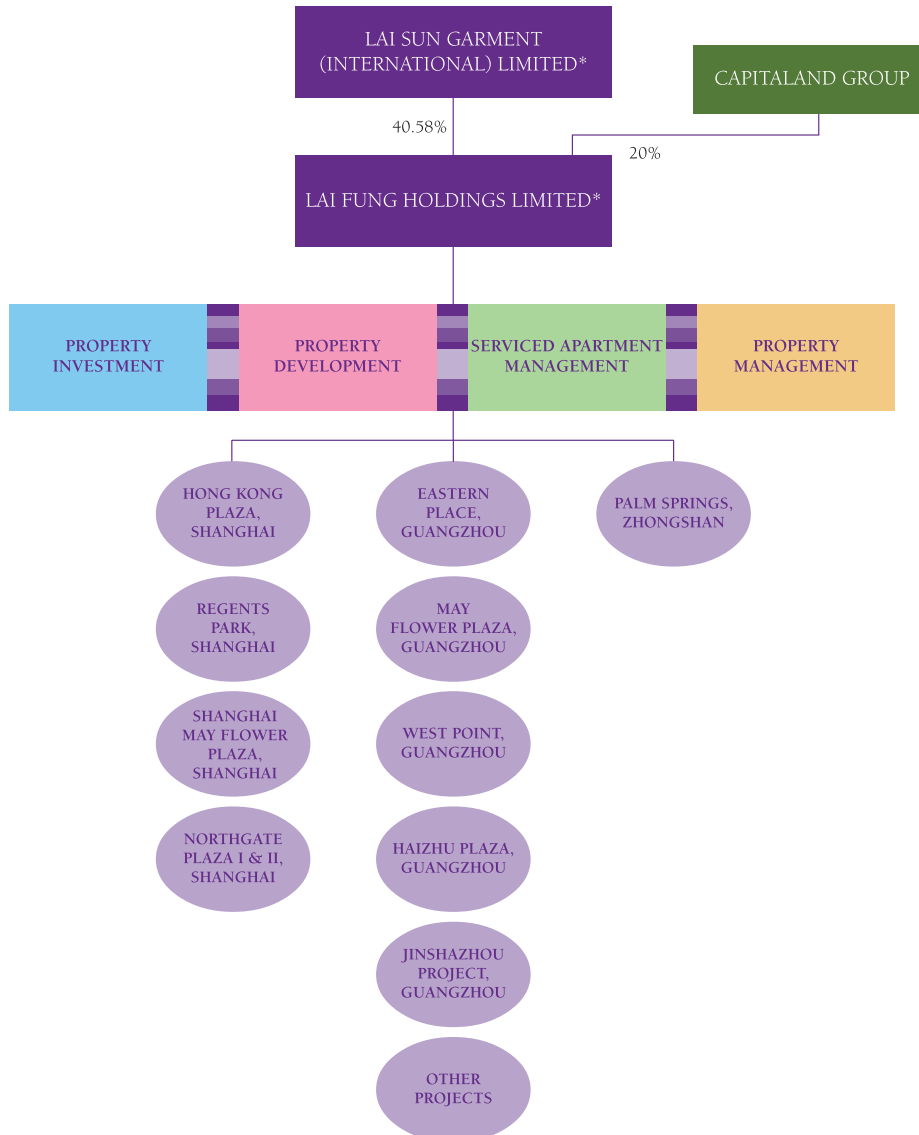 LAI SUN GARMENT
(INTERNATIONAL) LIMITED*
CAPITALAND GROUP
40.58%
20%
LAI FUNG HOLDINGS LIMITED*
PROPERTY
INVESTMENT
PROPERTY
DEVELOPMENT
SERVICED APARTMENT
MANAGEMENT
PROPERTY
MANAGEMENT
HONG KONG
PLAZA,
SHANGHAI
EASTERN
PLACE,
GUANGZHOU
PALM SPRINGS,
ZHONGSHAN
REGENTS
PARK,
SHANGHAI
MAY
FLOWER PLAZA,
GUANGZHOU
SHANGHAI
MAY FLOWER
PLAZA,
SHANGHAI
WEST POINT,
GUANGZHOU
NORTHGATE
PLAZA I & II,
SHANGHAI
HAIZHU PLAZA,
GUANGZHOU
JINSHAZHOU
PROJECT,
GUANGZHOU
OTHER
PROJECTS